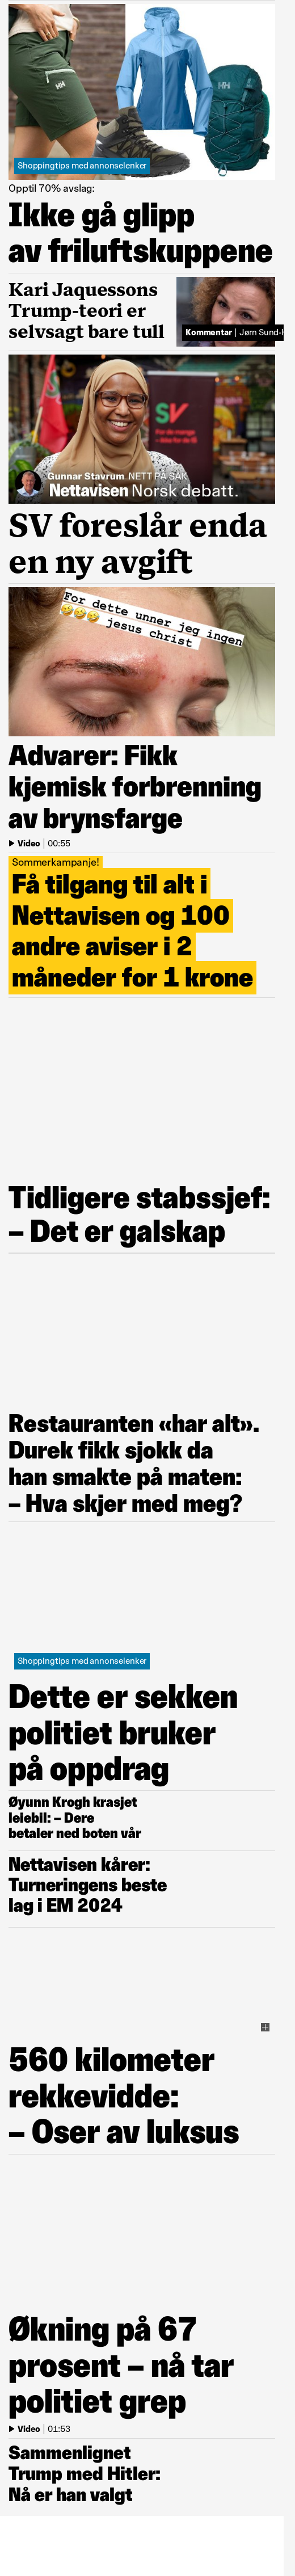 HH
HH
Shoppingtips med annonselenker
Opptil 70% avslag:
Ikke gå glipp
av friluftskuppene
Kari Jaquessons
Trump-teori er
selvsagt bare tull
Kommentar | Jørn Sund-H
SV
Gunnar Stavrum NETT PÅ SAK
Nettavisen Norsk debatt.
SV foreslår enda
en ny avgift
For dette unner jeg ingen
🤣🤣🤣 jesus christ
Advarer: Fikk
kjemisk forbrenning
av brynsfarge
Video | 00:55
Sommerkampanje!
Få tilgang til alt i
Nettavisen og 100
andre aviser i 2
måneder for 1 krone
Tidligere stabssjef:
– Det er galskap
Restauranten «har alt».
Durek fikk sjokk da
han smakte på maten:
– Hva skjer med meg?
Shoppingtips med annonselenker
Dette er sekken
politiet bruker
på oppdrag
Øyunn Krogh krasjet
leiebil: – Dere
betaler ned boten vår
Nettavisen kårer:
Turneringens beste
lag i EM 2024
560 kilometer
rekkevidde:
– Oser av luksus
Økning på 67
prosent – nå tar
politiet grep
Video | 01:53
Sammenlignet
Trump med Hitler:
Nå er han valgt